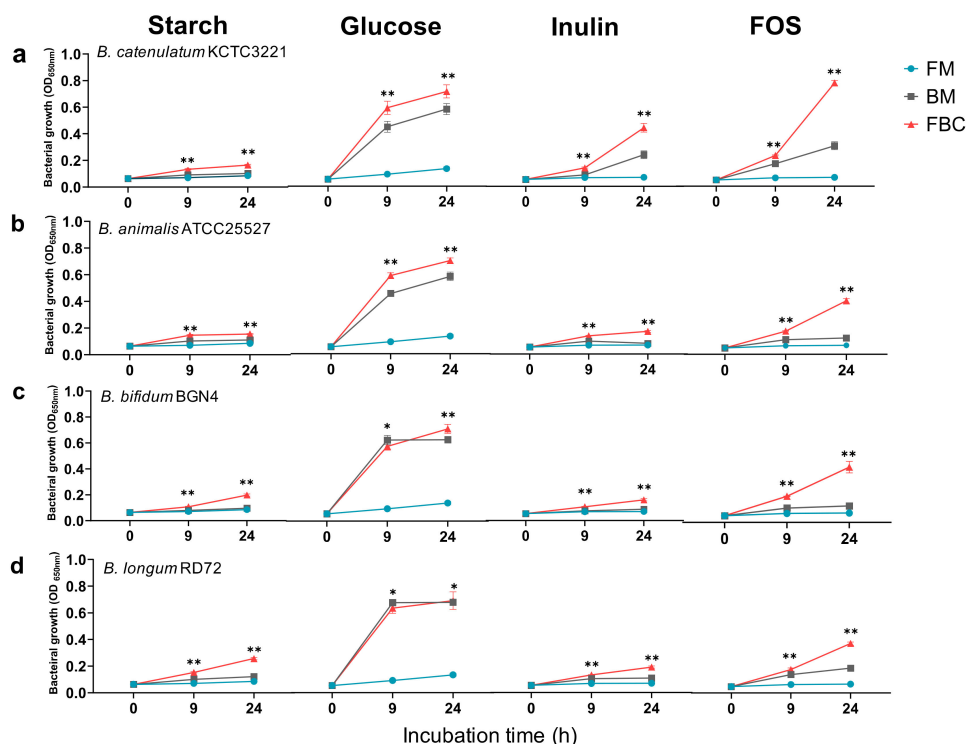 Starch Glucose Inulin FOS
a B. catenulatum KCTC3221
FM
BM
FBC
Bacterial growth (OD650nm)
1.0
0.8
0.6
0.4
0.2
0.0
** ** ** ** ** ** ** **
0 9 24 0 9 24 0 9 24 0 9 24
b B. animalis ATCC25527
Bacterial growth (OD650nm)
1.0
0.8
0.6
0.4
0.2
0.0
** ** ** ** ** ** ** **
0 9 24 0 9 24 0 9 24 0 9 24
c B. bifidum BGN4
Bacteiral growth (OD650nm)
1.0
0.8
0.6
0.4
0.2
0.0
** ** * ** ** ** ** **
0 9 24 0 9 24 0 9 24 0 9 24
d B. longum RD72
Bacteiral growth (OD 650nm)
1.0
0.8
0.6
0.4
0.2
0.0
** ** * * ** ** ** **
0 9 24 0 9 24 0 9 24 0 9 24
Incubation time (h)